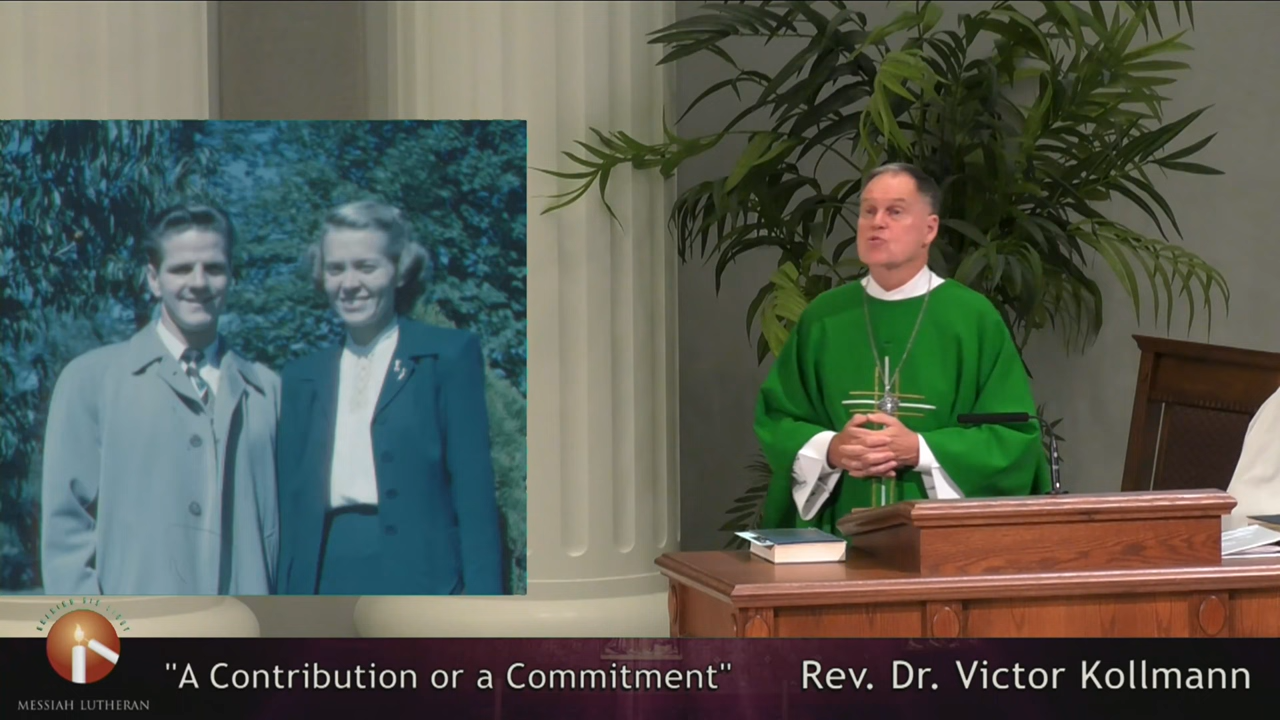 "A Contribution or a Commitment"
Rev. Dr. Victor Kollmann
MESSIAH LUTHERAN